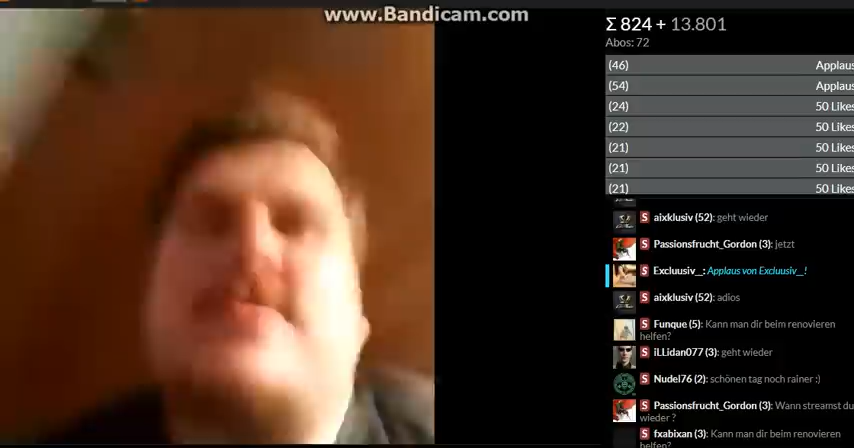 www.Bandicam.com
Σ 824 + 13.801
Abos: 72
(46) Applaus
(54) Applaus
(24) 50 Likes
(22) 50 Likes
(21) 50 Likes
(21) 50 Likes
(21) 50 Likes
S aixklusiv (52): geht wieder
S Passionsfrucht_Gordon (3): jetzt
S Excluusiv__: Applaus von Excluusiv__!
S aixklusiv (52): adios
S Funque (5): Kann man dir beim renovieren
helfen?
S iLLidan077 (3): geht wieder
S Nudel76 (2): schönen tag noch rainer :)
S Passionsfrucht_Gordon (3): Wann streamst du
wieder ?
S fxabixan (3): Kann man dir beim renovieren
helfen?